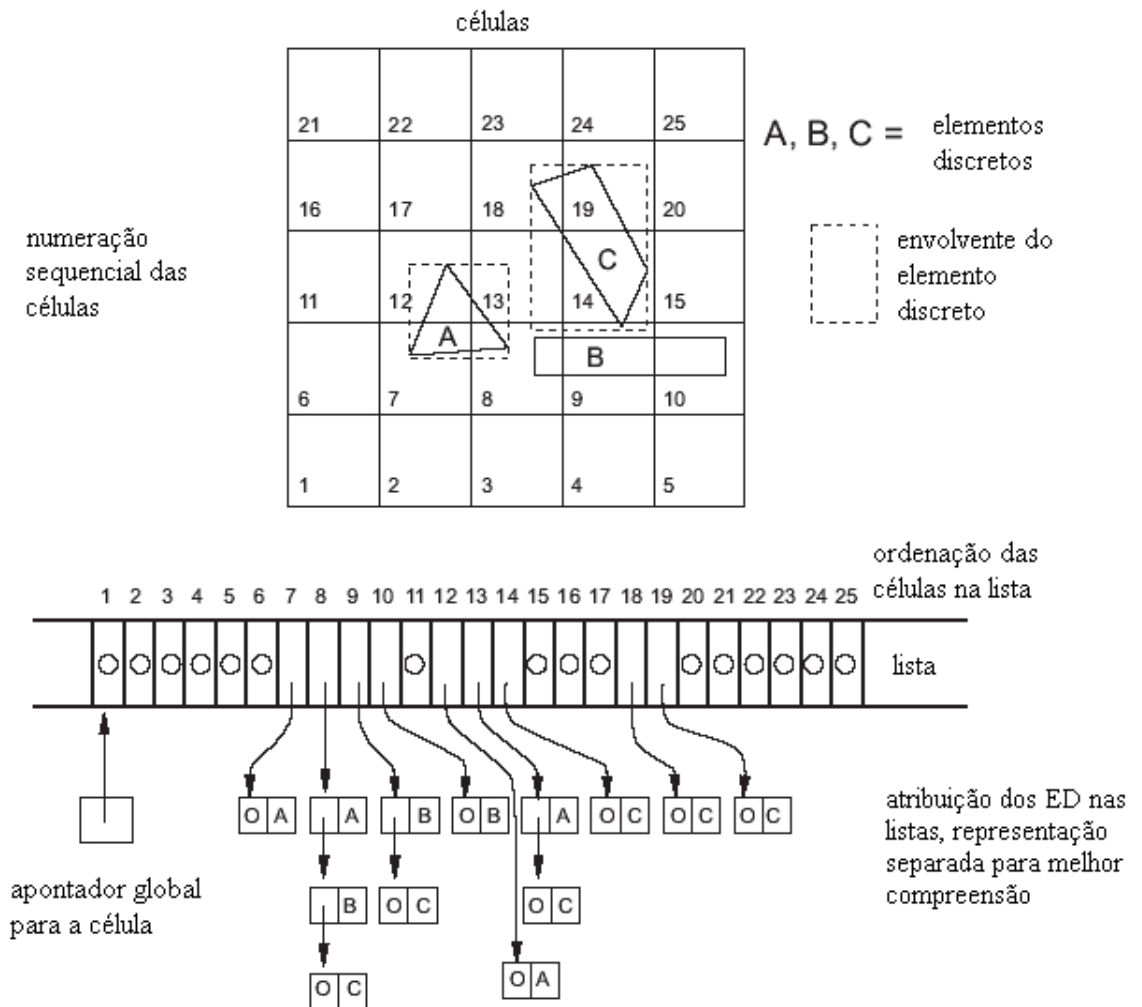 células
21 22 23 24 25
A, B, C = elementos
discretos
16 17 18 19 20
numeração
sequencial das
células
envolvente do
elemento
discreto
C
11 12 13 14 15
A
B
6 7 8 9 10
1 2 3 4 5
ordenação das
células na lista
1 2 3 4 5 6 7 8 9 10 11 12 13 14 15 16 17 18 19 20 21 22 23 24 25
lista
O A A B O B A O C O C O C
atribuição dos ED nas
listas, representação
separada para melhor
compreensão
apontador global
para a célula
B O C O C
O C O A